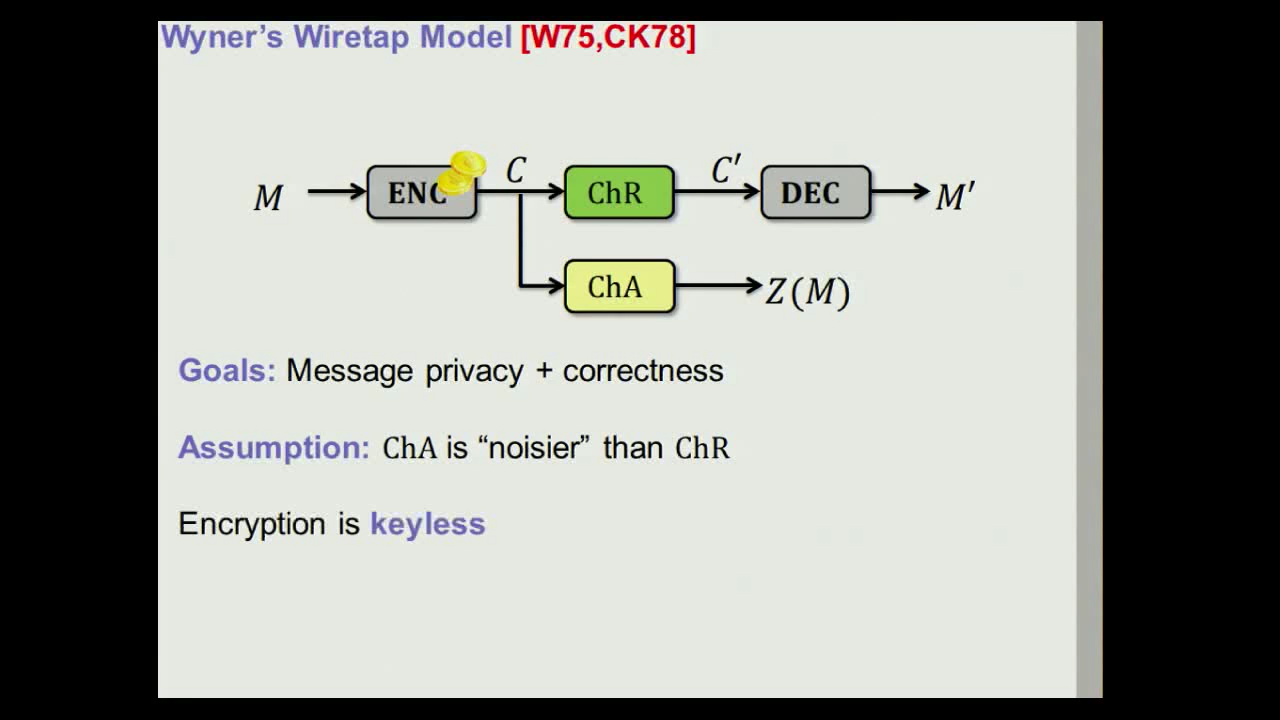 Wyner's Wiretap Model [W75,CK78]
M ENC C ChR C′ DEC M′
ChA Z(M)
Goals: Message privacy + correctness
Assumption: ChA is “noisier” than ChR
Encryption is keyless